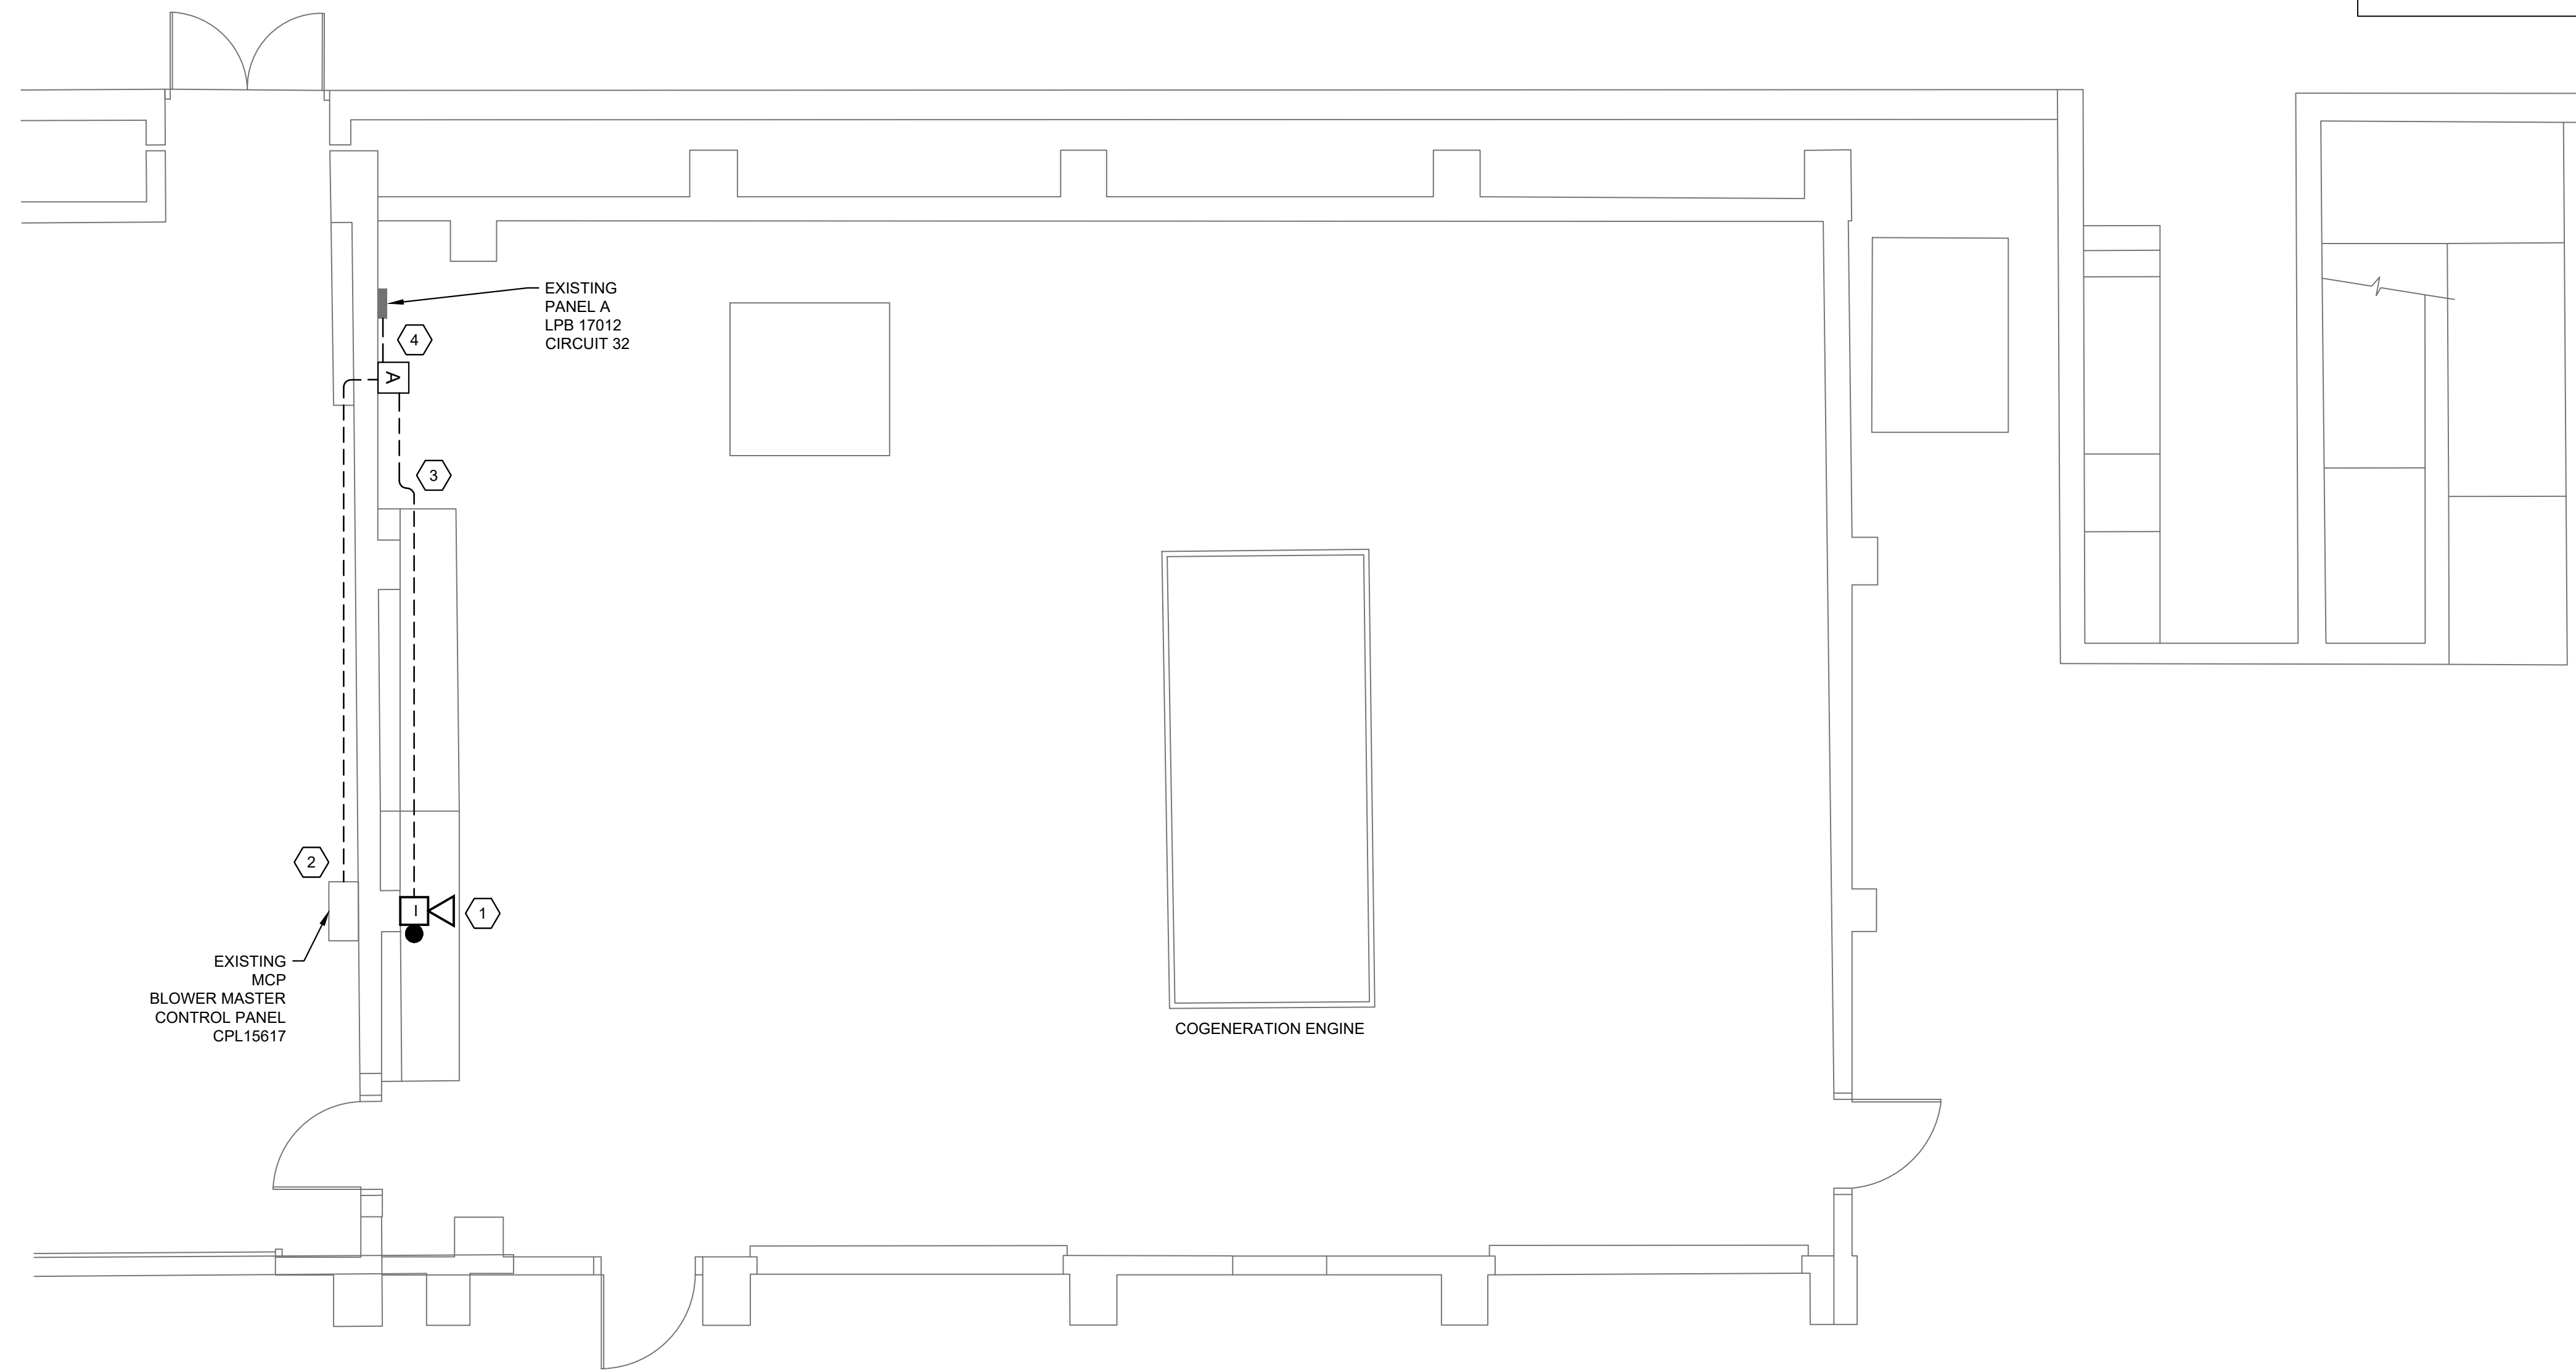 EXISTING
PANEL A
LPB 17012
CIRCUIT 32
4
A
3
2
I
1
EXISTING
MCP
BLOWER MASTER
CONTROL PANEL
CPL15617
COGENERATION ENGINE